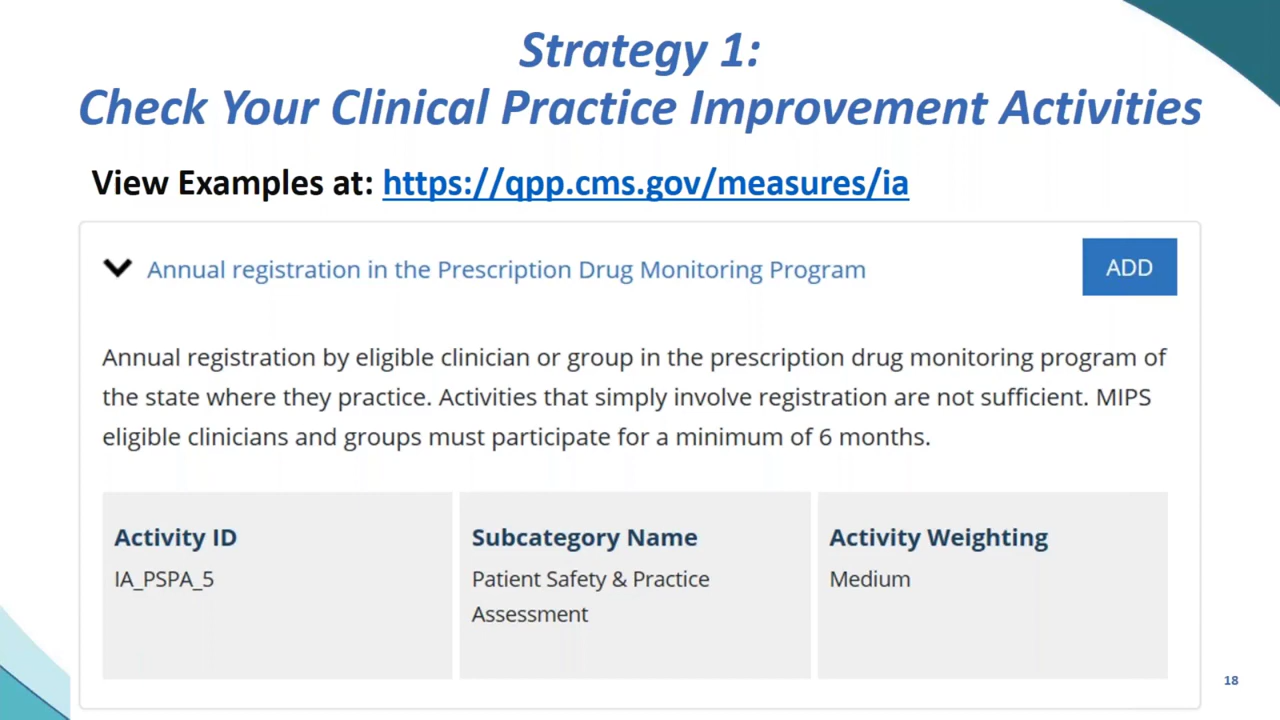 Strategy 1:
Check Your Clinical Practice Improvement Activities
View Examples at: https://qpp.cms.gov/measures/ia
Annual registration in the Prescription Drug Monitoring Program
ADD
Annual registration by eligible clinician or group in the prescription drug monitoring program of
the state where they practice. Activities that simply involve registration are not sufficient. MIPS
eligible clinicians and groups must participate for a minimum of 6 months.
Activity ID
IA_PSPA_5
Subcategory Name
Patient Safety & Practice
Assessment
Activity Weighting
Medium
18